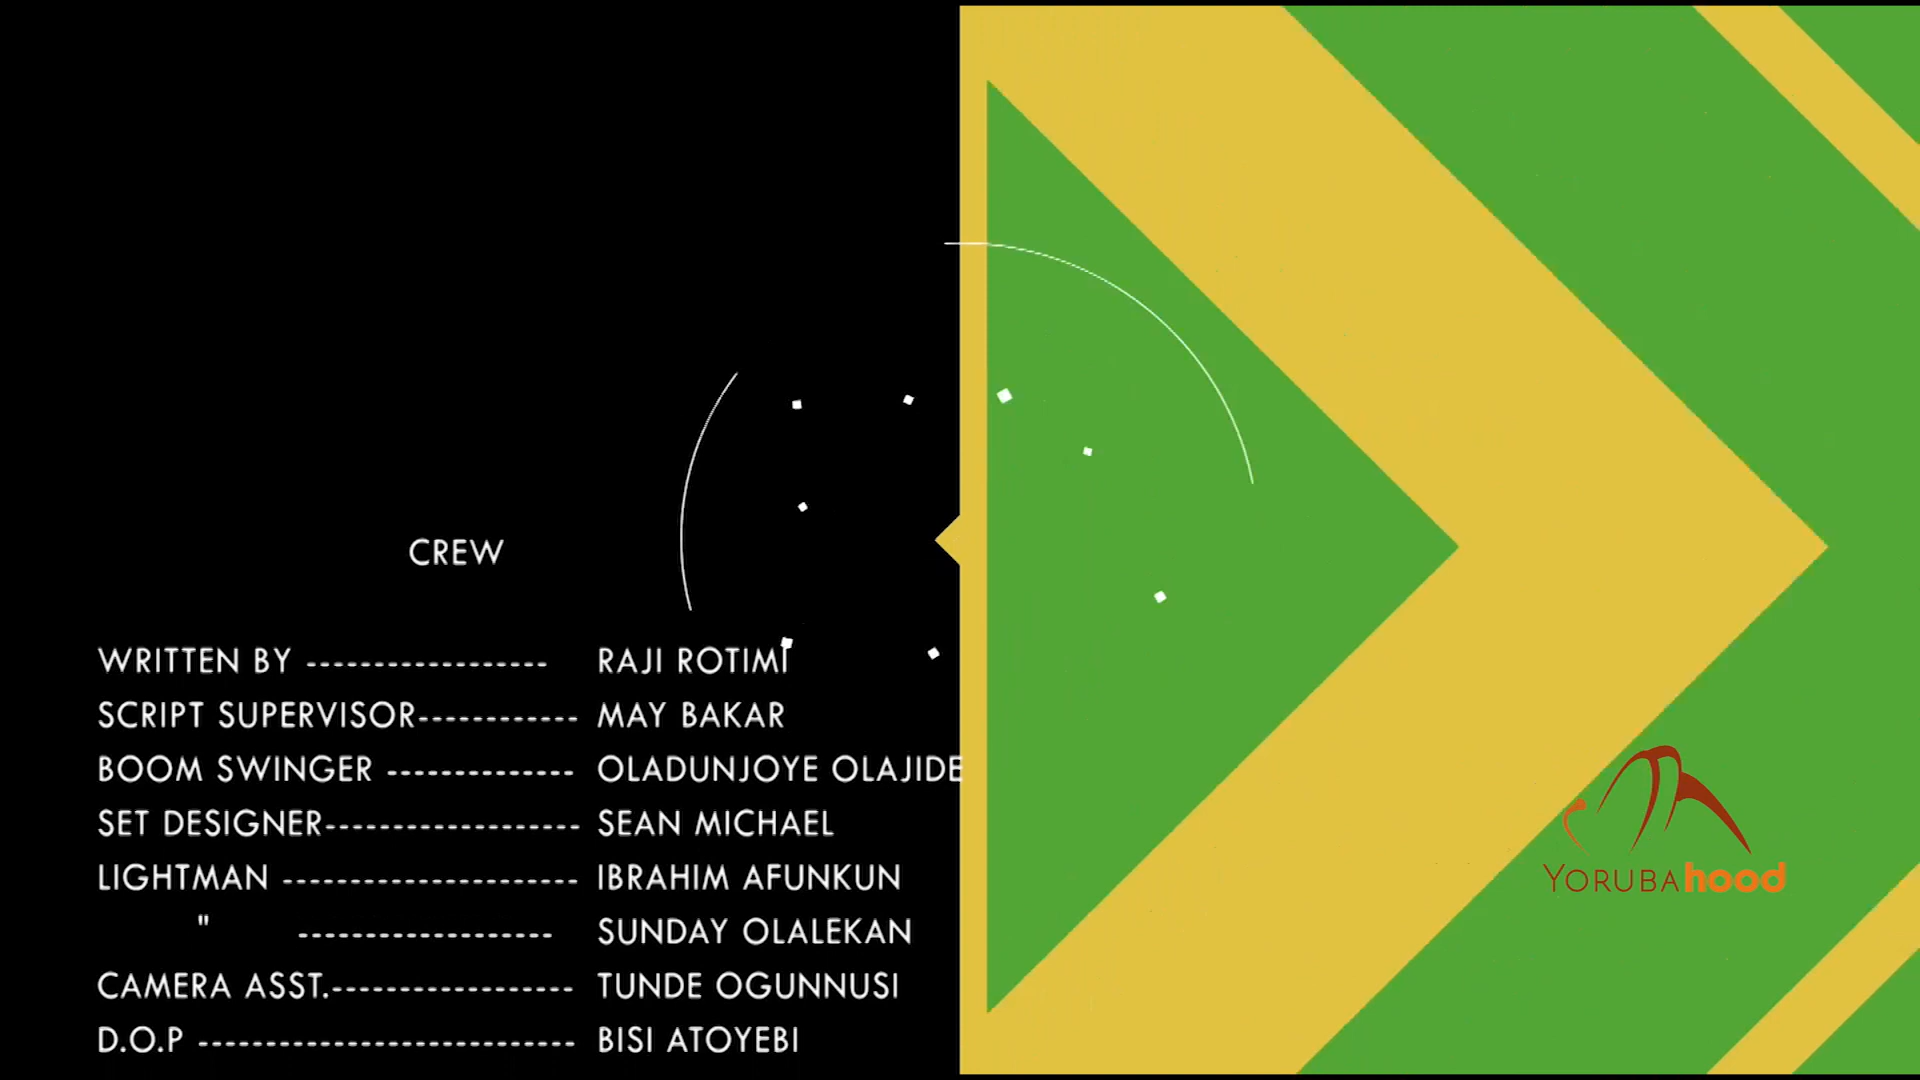 CREW
WRITTEN BY ------------------ RAJI ROTIMI
SCRIPT SUPERVISOR------------ MAY BAKAR
BOOM SWINGER -------------- OLADUNJOYE OLAJIDE
SET DESIGNER------------------- SEAN MICHAEL
LIGHTMAN ---------------------- IBRAHIM AFUNKUN
" ------------------- SUNDAY OLALEKAN
CAMERA ASST.------------------ TUNDE OGUNNUSI
D.O.P ---------------------------- BISI ATOYEBI
YORUBAhood